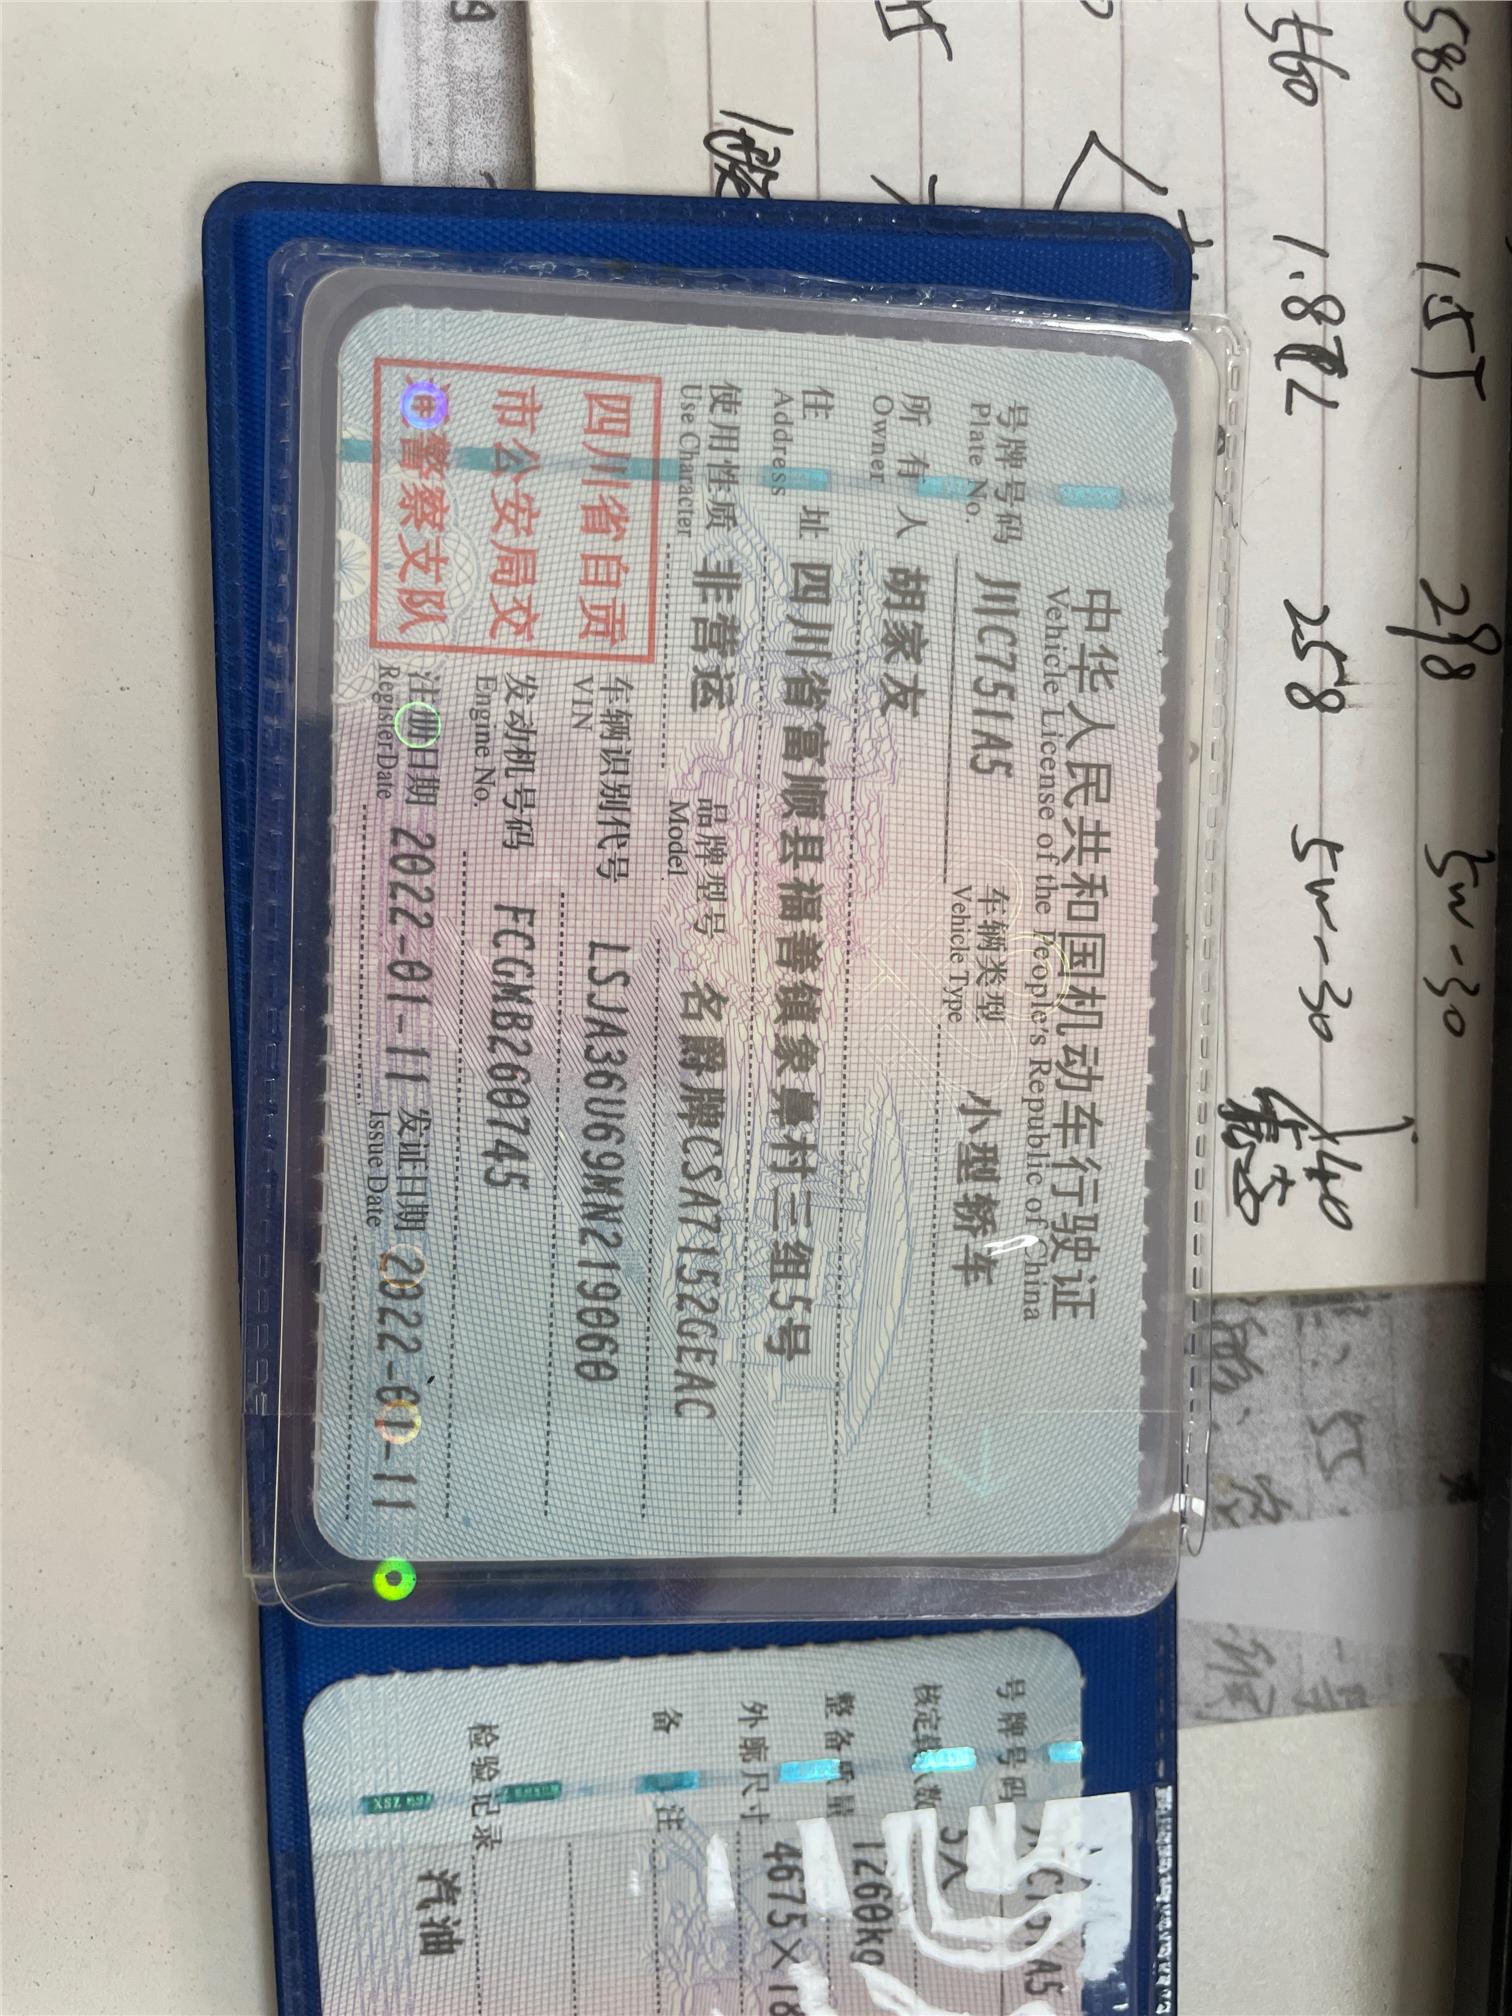 中华人民共和国机动车行驶证
Vehicle License of the People's Republic of China
号牌号码 川C751A5 车辆类型 小型轿车
Plate No. Vehicle Type
所有人 胡家友
Owner
住址 四川省富顺县福善镇象鼻村三组5号
Address
使用性质 非营运 品牌型号 名爵牌CSA7152GEAC
Use Character Model
四川省自贡
市公安局交
通警察支队
车辆识别代号 LSJA36U69MN219060
VIN
发动机号码 FCGMB260745
Engine No.
注册日期 2022-01-11 发证日期 2022-01-11
Register Date Issue Date
号牌号码
核定载人数 5人
整备质量 1260kg
外廓尺寸 4675×18
备注
检验记录
汽油
580 1.5T 298 5W-30
560 1.8TL 258 5W-30